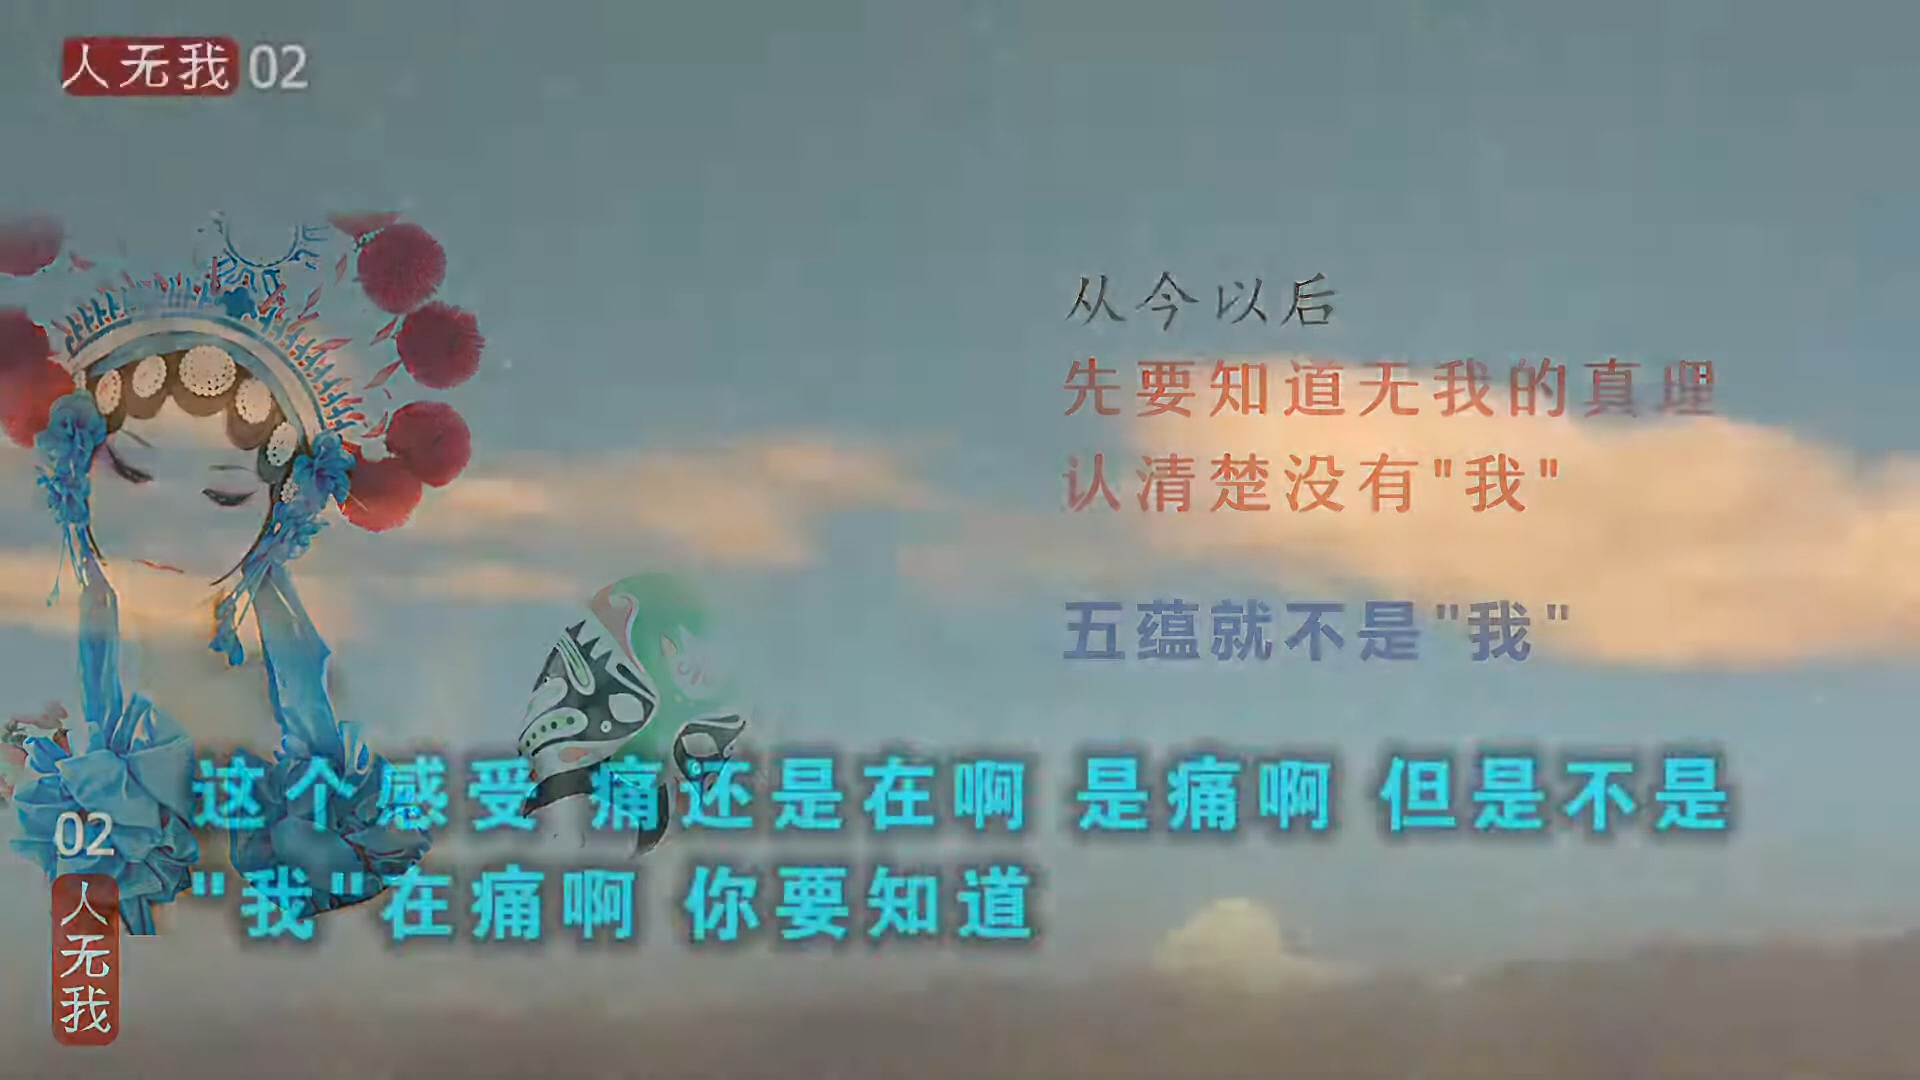 人无我 02
从今以后
先要知道无我的真理
认清楚没有"我"
五蕴就不是"我"
这个感受 痛还是在啊 是痛啊 但是不是
"我"在痛啊 你要知道
02
人无我